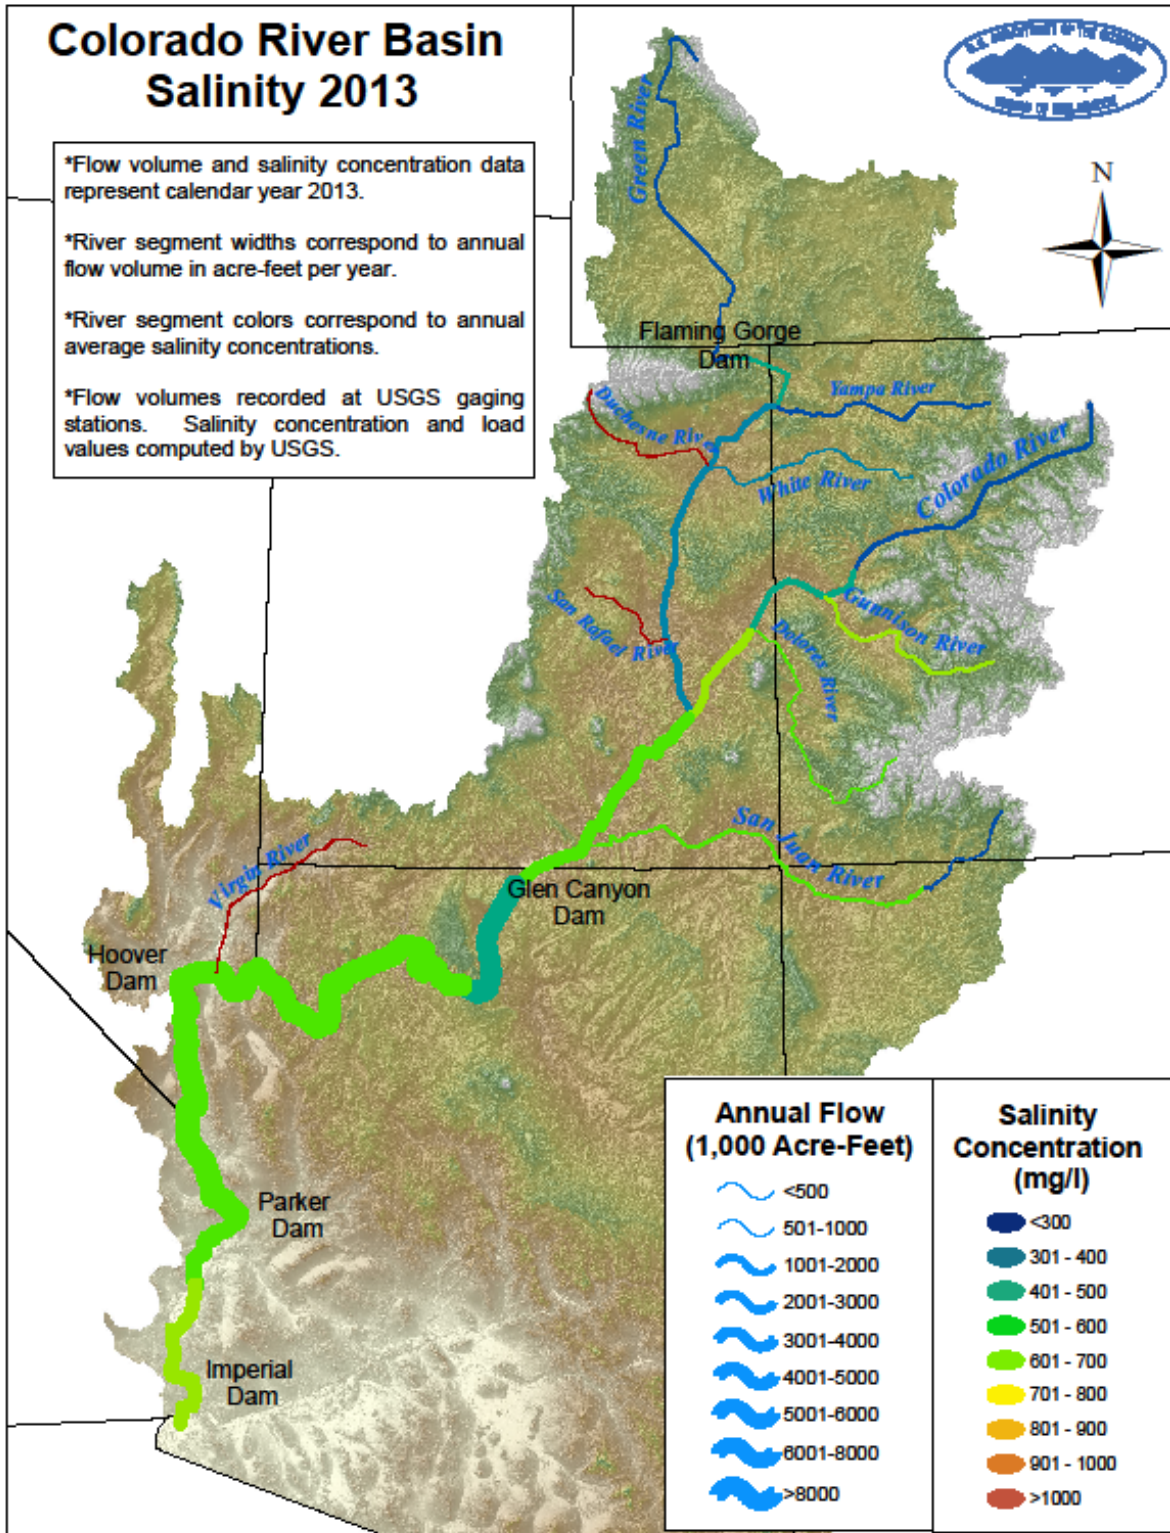 Colorado River Basin
Salinity 2013
*Flow volume and salinity concentration data
represent calendar year 2013.
*River segment widths correspond to annual
flow volume in acre-feet per year.
*River segment colors correspond to annual
average salinity concentrations.
*Flow volumes recorded at USGS gaging
stations. Salinity concentration and load
values computed by USGS.
U.S. DEPARTMENT OF THE INTERIOR
N
Green River
Flaming Gorge
Dam
Yampa River
Duchesne River
White River
Colorado River
Gunnison River
San Rafael River
Dolores River
San Juan River
Virgin River
Glen Canyon
Dam
Hoover
Dam
Parker
Dam
Imperial
Dam
Annual Flow
(1,000 Acre-Feet)
<500
501-1000
1001-2000
2001-3000
3001-4000
4001-5000
5001-6000
6001-8000
>8000
Salinity
Concentration
(mg/l)
<300
301 - 400
401 - 500
501 - 600
601 - 700
701 - 800
801 - 900
901 - 1000
>1000